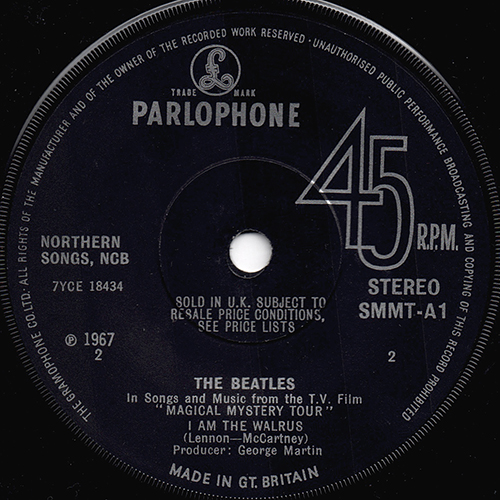 THE GRAMOPHONE CO. LTD. ALL RIGHTS OF THE MANUFACTURER AND OF THE OWNER OF THE RECORDED WORK RESERVED · UNAUTHORISED PUBLIC PERFORMANCE BROADCASTING AND COPYING OF THIS RECORD PROHIBITED
£
TRADE MARK
PARLOPHONE
45 R.P.M.
NORTHERN
SONGS, NCB
7YCE 18434
STEREO
SMMT-A1
SOLD IN U.K. SUBJECT TO
RESALE PRICE CONDITIONS,
SEE PRICE LISTS
℗ 1967
2
2
THE BEATLES
In Songs and Music from the T.V. Film
"MAGICAL MYSTERY TOUR"
I AM THE WALRUS
(Lennon—McCartney)
Producer: George Martin
MADE IN GT. BRITAIN